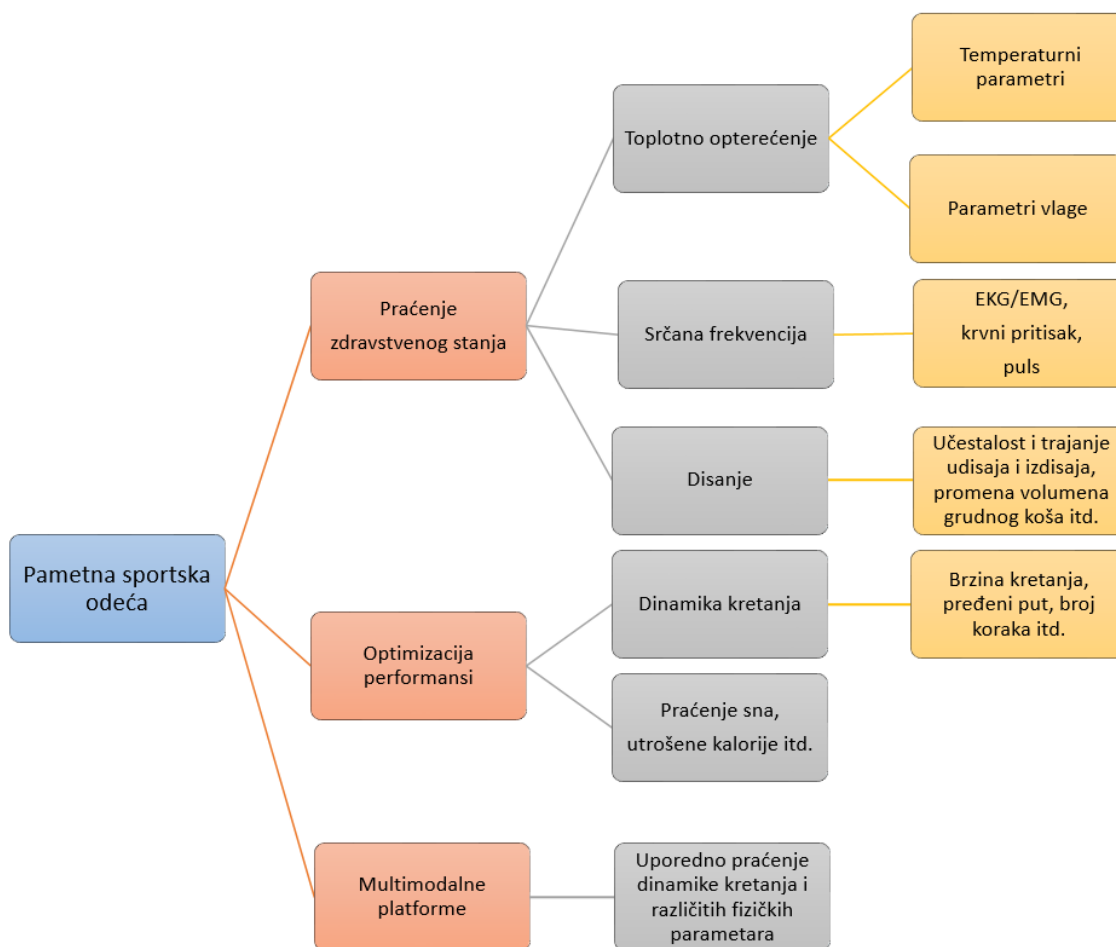 Pametna sportska
odeća
Praćenje
zdravstvenog stanja
Toplotno opterećenje
Temperaturni
parametri
Parametri vlage
Srčana frekvencija
EKG/EMG,
krvni pritisak,
puls
Disanje
Učestalost i trajanje
udisaja i izdisaja,
promena volumena
grudnog koša itd.
Optimizacija
performansi
Dinamika kretanja
Brzina kretanja,
pređeni put, broj
koraka itd.
Praćenje sna,
utrošene kalorije itd.
Multimodalne
platforme
Uporedno praćenje
dinamike kretanja i
različitih fizičkih
parametara